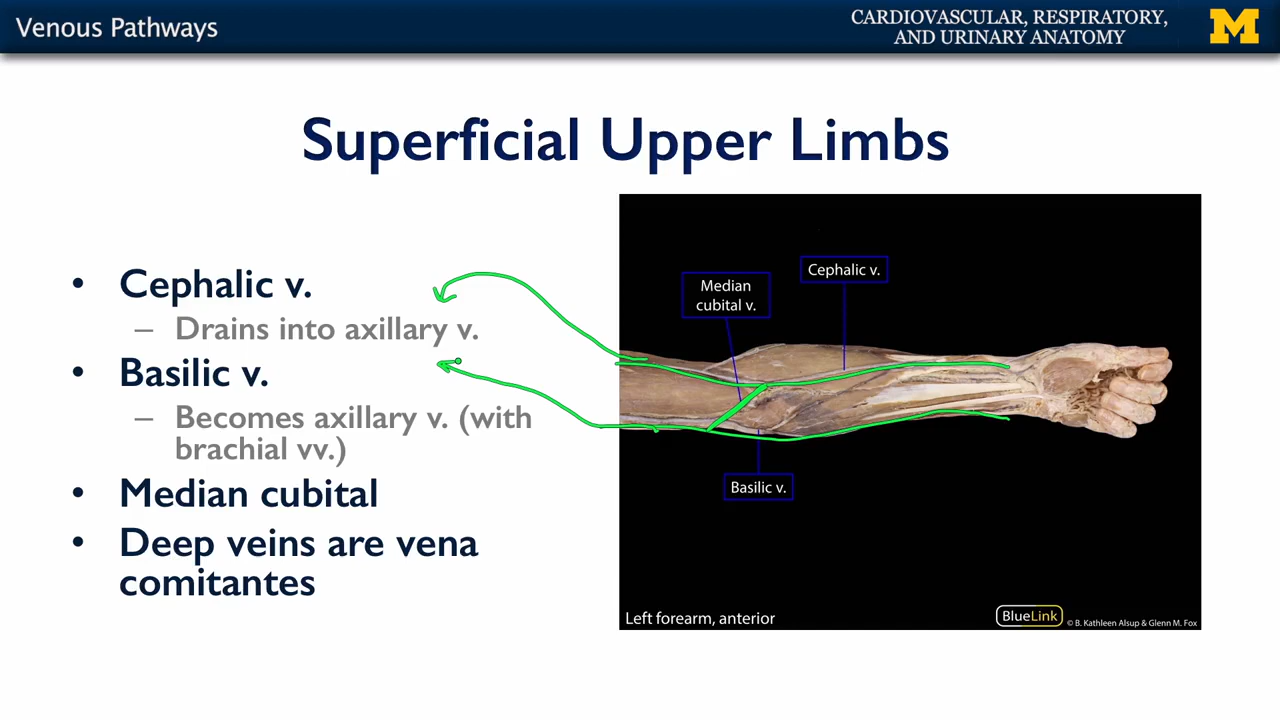 Venous Pathways
CARDIOVASCULAR, RESPIRATORY,
AND URINARY ANATOMY
M
Superficial Upper Limbs
• Cephalic v.
– Drains into axillary v.
• Basilic v.
– Becomes axillary v. (with
brachial vv.)
• Median cubital
• Deep veins are vena
comitantes
Cephalic v.
Median
cubital v.
Basilic v.
Left forearm, anterior
BlueLink
© B. Kathleen Alsup & Glenn M. Fox